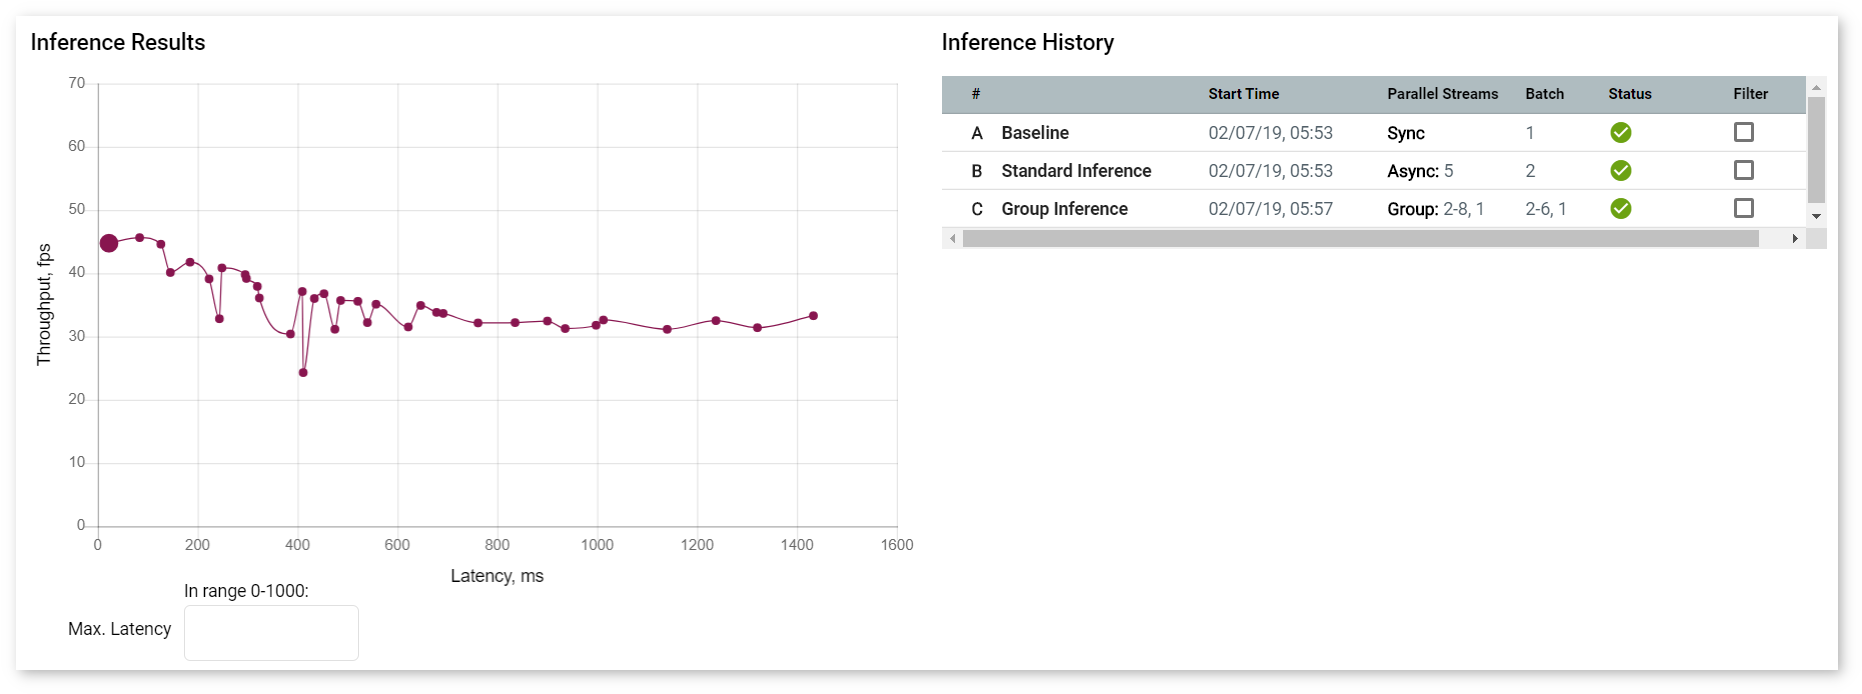 Inference Results
70
60
50
40
30
20
10
0
Throughput, fps
0 200 400 600 800 1000 1200 1400 1600
Latency, ms
In range 0-1000:
Max. Latency
Inference History
# Start Time Parallel Streams Batch Status Filter
A Baseline 02/07/19, 05:53 Sync 1
B Standard Inference 02/07/19, 05:53 Async: 5 2
C Group Inference 02/07/19, 05:57 Group: 2-8, 1 2-6, 1